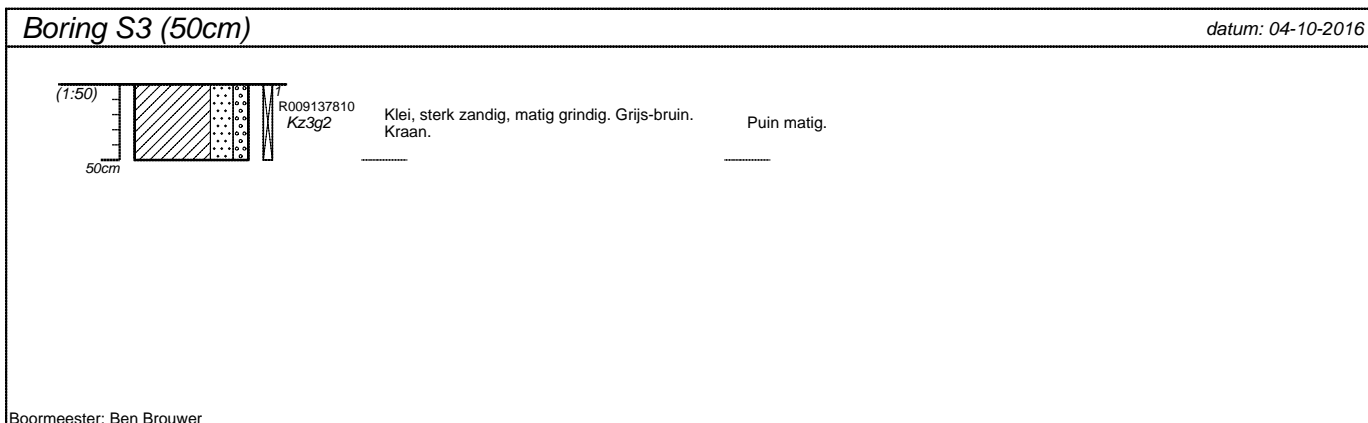 Boring S3 (50cm)
datum: 04-10-2016
(1:50)
1
R009137810
Kz3g2
Klei, sterk zandig, matig grindig. Grijs-bruin.
Kraan.
Puin matig.
50cm
Boormeester: Ben Brouwer